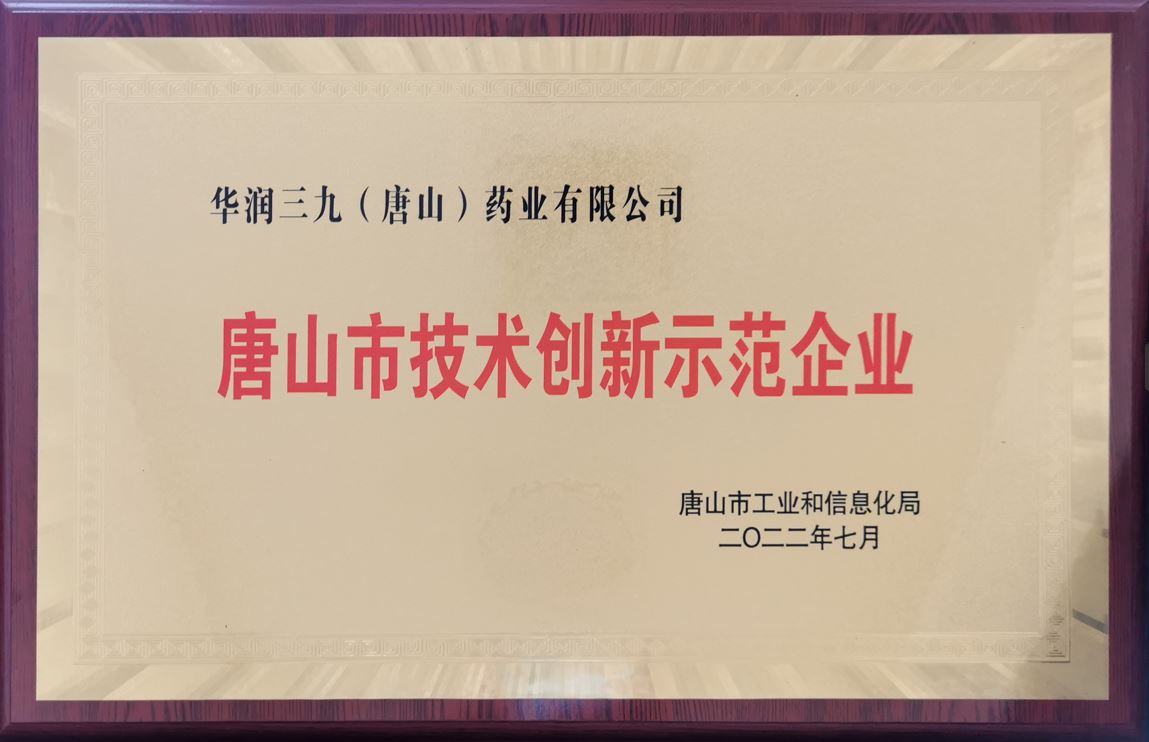 华润三九（唐山）药业有限公司
唐山市技术创新示范企业
唐山市工业和信息化局
二〇二二年七月